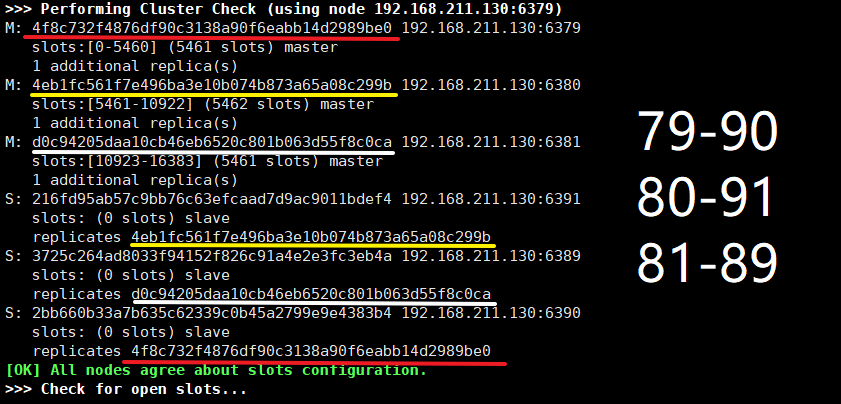 >>> Performing Cluster Check (using node 192.168.211.130:6379)
M: 4f8c732f4876df90c3138a90f6eabb14d2989be0 192.168.211.130:6379
slots:[0-5460] (5461 slots) master
1 additional replica(s)
M: 4eb1fc561f7e496ba3e10b074b873a65a08c299b 192.168.211.130:6380
slots:[5461-10922] (5462 slots) master
1 additional replica(s)
M: d0c94205daa10cb46eb6520c801b063d55f8c0ca 192.168.211.130:6381
slots:[10923-16383] (5461 slots) master
1 additional replica(s)
S: 216fd95ab57c9bb76c63efcaad7d9ac9011bdef4 192.168.211.130:6391
slots: (0 slots) slave
replicates 4eb1fc561f7e496ba3e10b074b873a65a08c299b
S: 3725c264ad8033f94152f826c91a4e2e3fc3eb4a 192.168.211.130:6389
slots: (0 slots) slave
replicates d0c94205daa10cb46eb6520c801b063d55f8c0ca
S: 2bb660b33a7b635c62339c0b45a2799e9e4383b4 192.168.211.130:6390
slots: (0 slots) slave
replicates 4f8c732f4876df90c3138a90f6eabb14d2989be0
[OK] All nodes agree about slots configuration.
>>> Check for open slots...
79-90
80-91
81-89